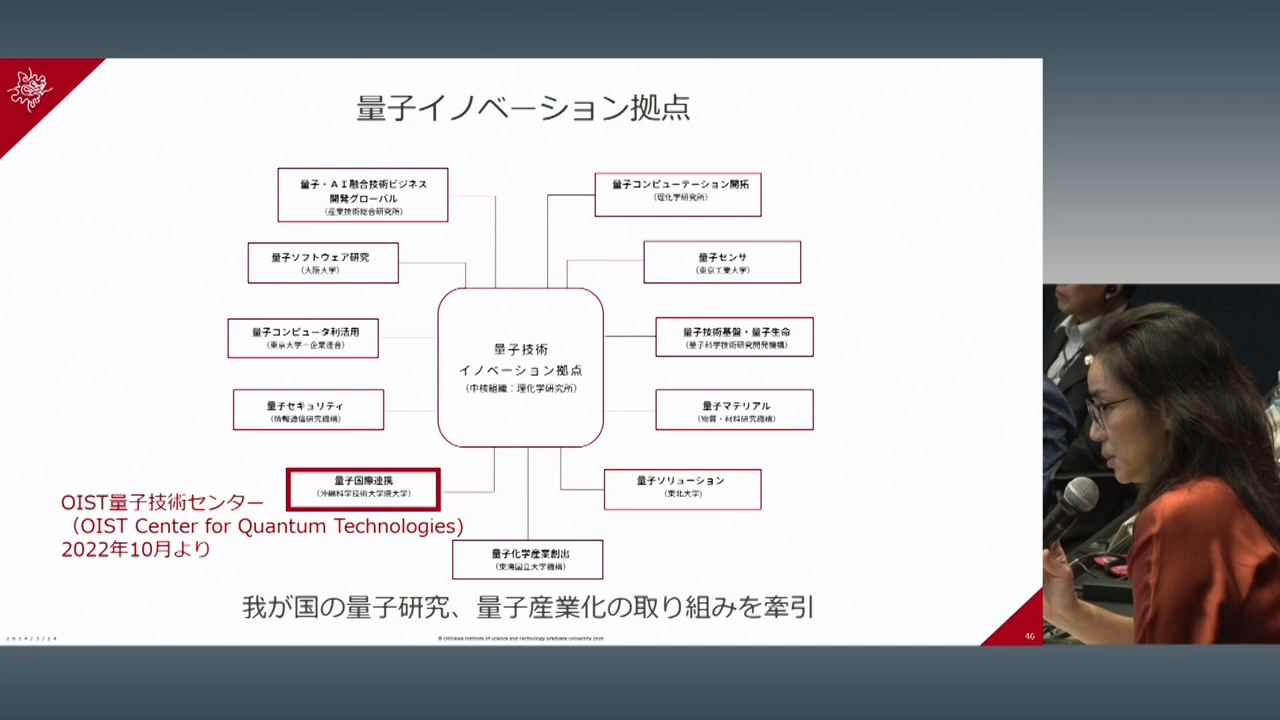 量子イノベーション拠点
量子・AI融合技術ビジネス
開発グローバル
(産業技術総合研究所)
量子コンピューテーション開拓
(理化学研究所)
量子ソフトウェア研究
(大阪大学)
量子センサ
(東京工業大学)
量子コンピュータ利活用
(東京大学－企業連合)
量子技術
イノベーション拠点
(中核組織：理化学研究所)
量子技術基盤・量子生命
(量子科学技術研究開発機構)
量子セキュリティ
(情報通信研究機構)
量子マテリアル
(物質・材料研究機構)
量子国際連携
(沖縄科学技術大学院大学)
量子ソリューション
(東北大学)
OIST量子技術センター
（OIST Center for Quantum Technologies)
2022年10月より
量子化学産業創出
(東海国立大学機構)
我が国の量子研究、量子産業化の取り組みを牽引
46